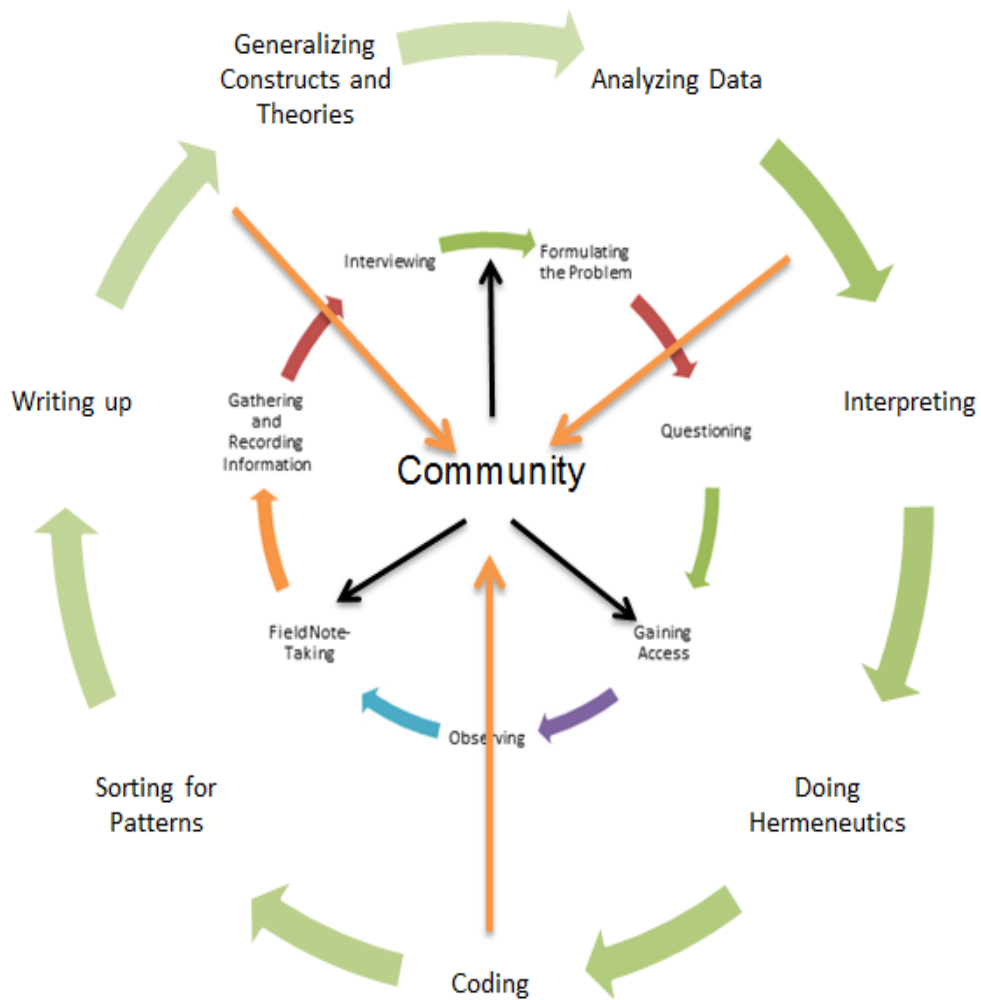 Generalizing
Constructs and
Theories
Analyzing Data
Interviewing
Formulating
the Problem
Gathering
and
Recording
Information
Writing up
Interpreting
Questioning
Community
FieldNote-
Taking
Gaining
Access
Observing
Sorting for
Patterns
Doing
Hermeneutics
Coding